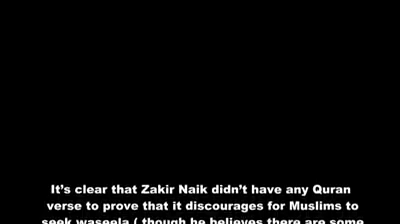 It's clear that Zakir Naik didn't have any Quran
verse to prove that it discourages for Muslims to
seek waseela ( though he believes there are some